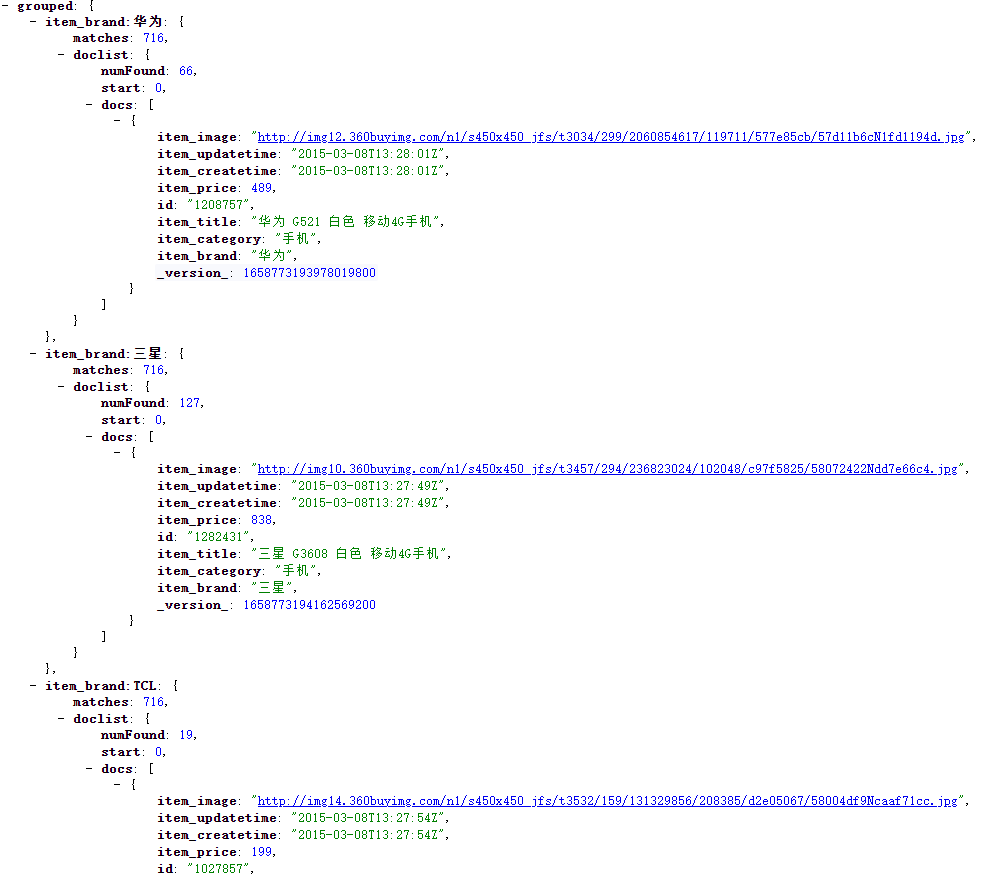 - grouped: {
- item_brand:华为: {
matches: 716,
- doclist: {
numFound: 66,
start: 0,
- docs: [
- {
item_image: "http://img12.360buyimg.com/n1/s450x450_jfs/t3034/299/2060854617/119711/577e85cb/57d11b6cN1fd1194d.jpg",
item_updatetime: "2015-03-08T13:28:01Z",
item_createtime: "2015-03-08T13:28:01Z",
item_price: 489,
id: "1208757",
item_title: "华为 G521 白色 移动4G手机",
item_category: "手机",
item_brand: "华为",
_version_: 1658773193978019800
}
]
}
},
- item_brand:三星: {
matches: 716,
- doclist: {
numFound: 127,
start: 0,
- docs: [
- {
item_image: "http://img10.360buyimg.com/n1/s450x450_jfs/t3457/294/236823024/102048/c97f5825/58072422Ndd7e66c4.jpg",
item_updatetime: "2015-03-08T13:27:49Z",
item_createtime: "2015-03-08T13:27:49Z",
item_price: 838,
id: "1282431",
item_title: "三星 G3608 白色 移动4G手机",
item_category: "手机",
item_brand: "三星",
_version_: 1658773194162569200
}
]
}
},
- item_brand:TCL: {
matches: 716,
- doclist: {
numFound: 19,
start: 0,
- docs: [
- {
item_image: "http://img14.360buyimg.com/n1/s450x450_jfs/t3532/159/131329856/208385/d2e05067/58004df9Ncaaf71cc.jpg",
item_updatetime: "2015-03-08T13:27:54Z",
item_createtime: "2015-03-08T13:27:54Z",
item_price: 199,
id: "1027857",